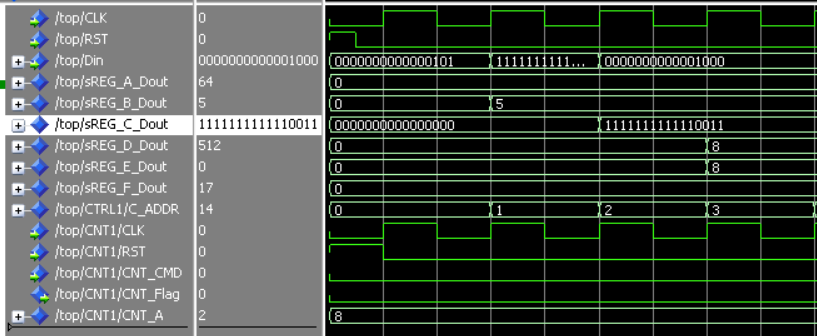 /top/CLK 0
/top/RST 0
/top/Din 0000000000001000 0000000000000101 1111111111... 0000000000001000
/top/sREG_A_Dout 64 0
/top/sREG_B_Dout 5 0 5
/top/sREG_C_Dout 1111111111110011 0000000000000000 1111111111110011
/top/sREG_D_Dout 512 0 8
/top/sREG_E_Dout 0 0 8
/top/sREG_F_Dout 17 0
/top/CTRL1/C_ADDR 14 0 1 2 3
/top/CNT1/CLK 0
/top/CNT1/RST 0
/top/CNT1/CNT_CMD 0
/top/CNT1/CNT_Flag 0
/top/CNT1/CNT_A 2 8